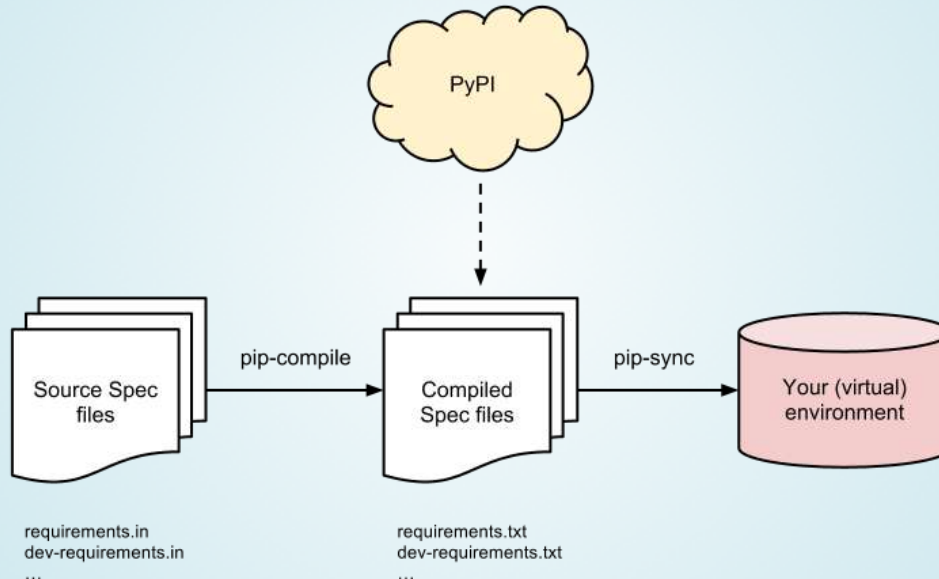 PyPI
pip-compile
pip-sync
Source Spec
files
Compiled
Spec files
Your (virtual)
environment
requirements.in
dev-requirements.in
...
requirements.txt
dev-requirements.txt
...